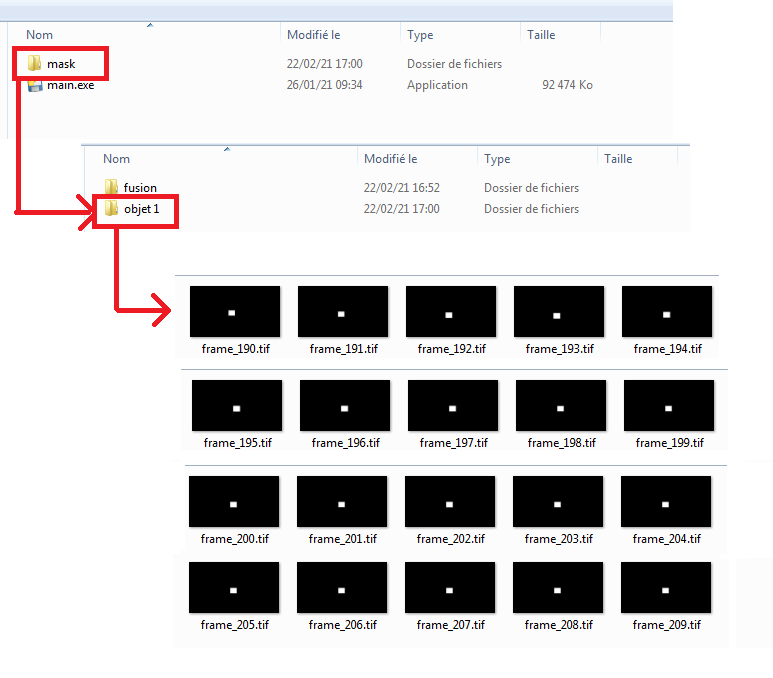 Nom Modifié le Type Taille
mask 22/02/21 17:00 Dossier de fichiers
main.exe 26/01/21 09:34 Application 92 474 Ko
Nom Modifié le Type Taille
fusion 22/02/21 16:52 Dossier de fichiers
objet 1 22/02/21 17:00 Dossier de fichiers
frame_190.tif frame_191.tif frame_192.tif frame_193.tif frame_194.tif
frame_195.tif frame_196.tif frame_197.tif frame_198.tif frame_199.tif
frame_200.tif frame_201.tif frame_202.tif frame_203.tif frame_204.tif
frame_205.tif frame_206.tif frame_207.tif frame_208.tif frame_209.tif